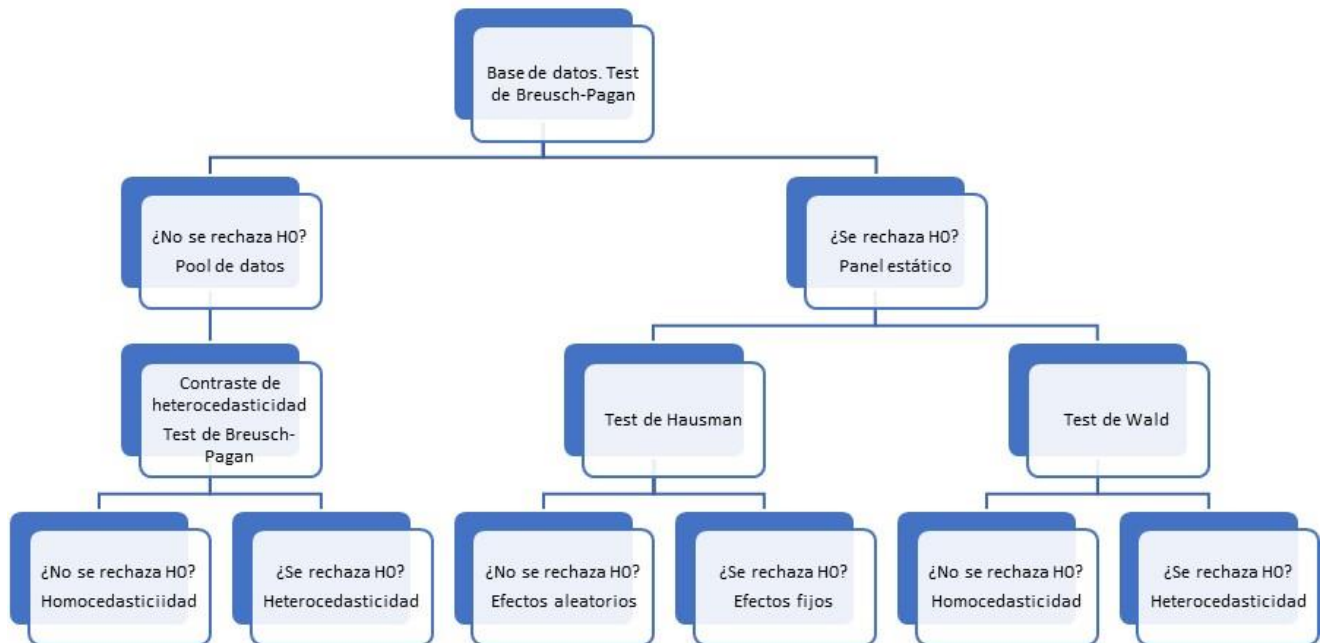 Base de datos. Test
de Breusch-Pagan
¿No se rechaza H0?
Pool de datos
¿Se rechaza H0?
Panel estático
Contraste de
heterocedasticidad
Test de Breusch-
Pagan
Test de Hausman
Test de Wald
¿No se rechaza H0?
Homocedasticiidad
¿Se rechaza H0?
Heterocedasticidad
¿No se rechaza H0?
Efectos aleatorios
¿Se rechaza H0?
Efectos fijos
¿No se rechaza H0?
Homocedasticidad
¿Se rechaza H0?
Heterocedasticidad